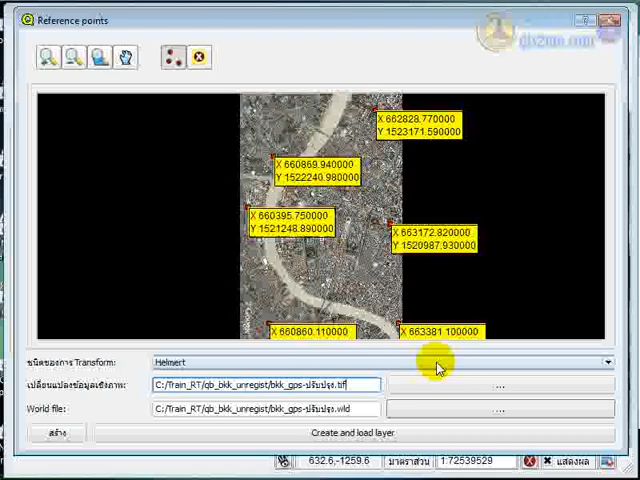 Reference points
gis2me.com
X 662828.770000
Y 1523171.590000
X 660869.940000
Y 1522240.980000
X 660395.750000
Y 1521248.890000
X 663172.820000
Y 1520987.930000
X 660860.110000
X 663381.100000
ชนิดของการ Transform:
Helmert
เปลี่ยนแปลงข้อมูลเชิงภาพ:
C:/Train_RT/qb_bkk_unregist/bkk_gps-ปรับปรุง.tif
...
World file:
C:/Train_RT/qb_bkk_unregist/bkk_gps-ปรับปรุง.wld
...
สร้าง
Create and load layer
632.6,-1259.6
มาตราส่วน
1:72539529
แสดงผล